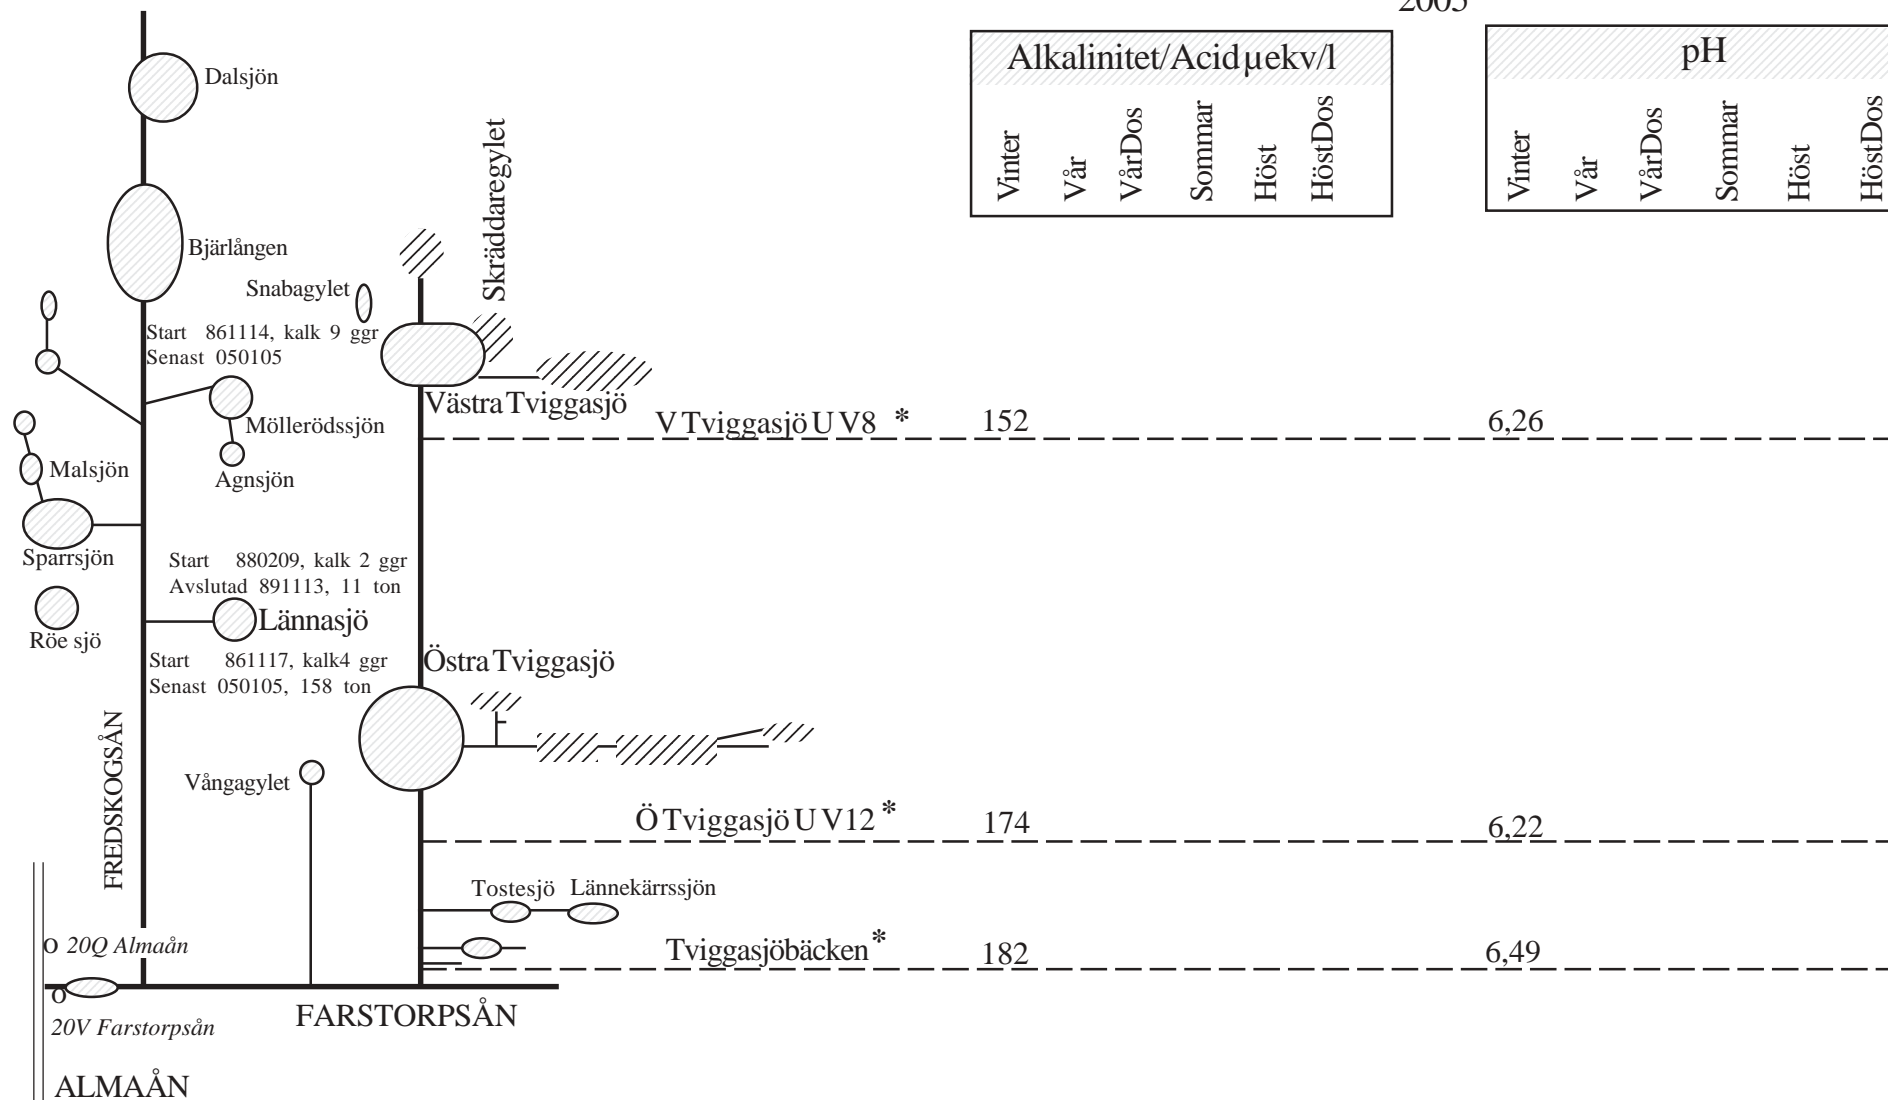 2005
Alkalinitet/Acid µekv/l
pH
Vinter
Vår
VårDos
Sommar
Höst
HöstDos
Vinter
Vår
VårDos
Sommar
Höst
HöstDos
Dalsjön
Skräddaregylet
Bjärlången
Snabagylet
Start 861114, kalk 9 ggr
Senast 050105
Västra Tviggasjö
V Tviggasjö U V8 * 152 6,26
Möllerödssjön
Malsjön
Agnsjön
Sparrsjön
Start 880209, kalk 2 ggr
Avslutad 891113, 11 ton
Lännasjö
Röe sjö
Start 861117, kalk4 ggr
Senast 050105, 158 ton
Östra Tviggasjö
FREDSKOGSÅN
Vångagylet
Ö Tviggasjö U V12 * 174 6,22
Tostesjö Lännekärrssjön
o 20Q Almaån
Tviggasjöbäcken * 182 6,49
o
20V Farstorpsån
FARSTORPSÅN
ALMAÅN